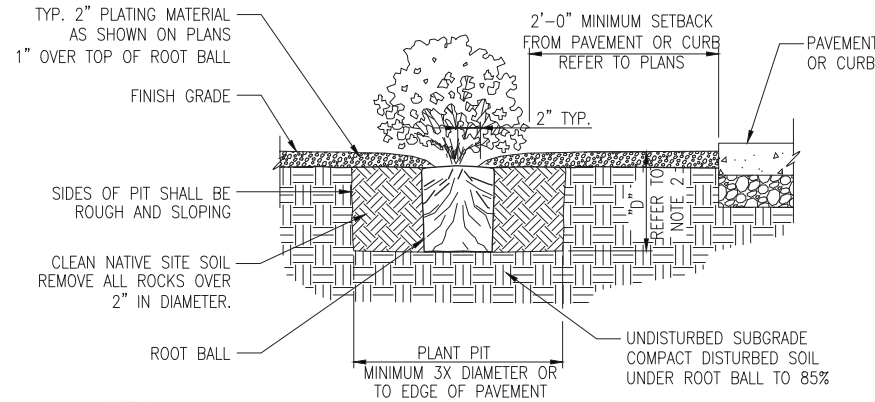 TYP. 2" PLATING MATERIAL
AS SHOWN ON PLANS
1" OVER TOP OF ROOT BALL
FINISH GRADE
SIDES OF PIT SHALL BE
ROUGH AND SLOPING
CLEAN NATIVE SITE SOIL
REMOVE ALL ROCKS OVER
2" IN DIAMETER.
ROOT BALL
2'-0" MINIMUM SETBACK
FROM PAVEMENT OR CURB
REFER TO PLANS
2" TYP.
PAVEMENT
OR CURB
"D"
REFER TO
NOTE 2.
PLANT PIT
MINIMUM 3X DIAMETER OR
TO EDGE OF PAVEMENT
UNDISTURBED SUBGRADE
COMPACT DISTURBED SOIL
UNDER ROOT BALL TO 85%